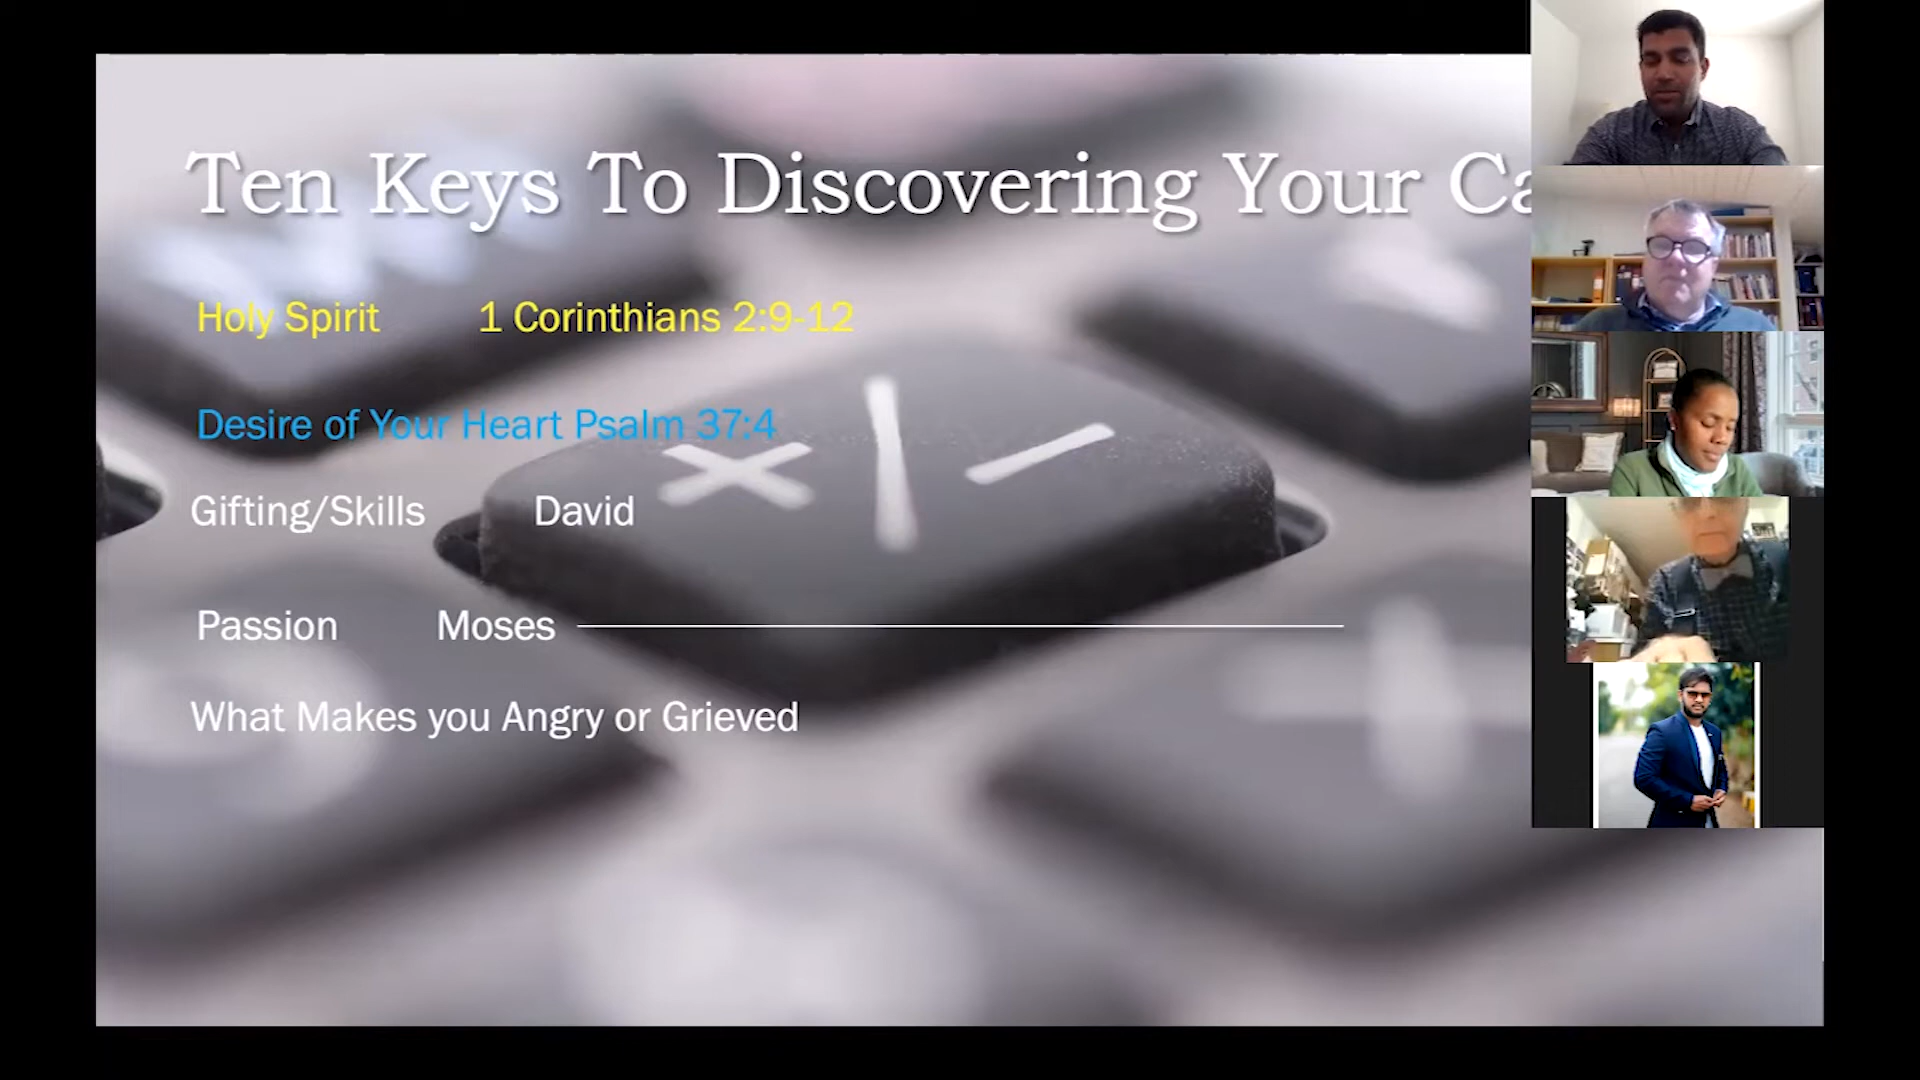 Ten Keys To Discovering Your Ca
Holy Spirit 1 Corinthians 2:9-12
Desire of Your Heart Psalm 37:4
Gifting/Skills David
Passion Moses
What Makes you Angry or Grieved